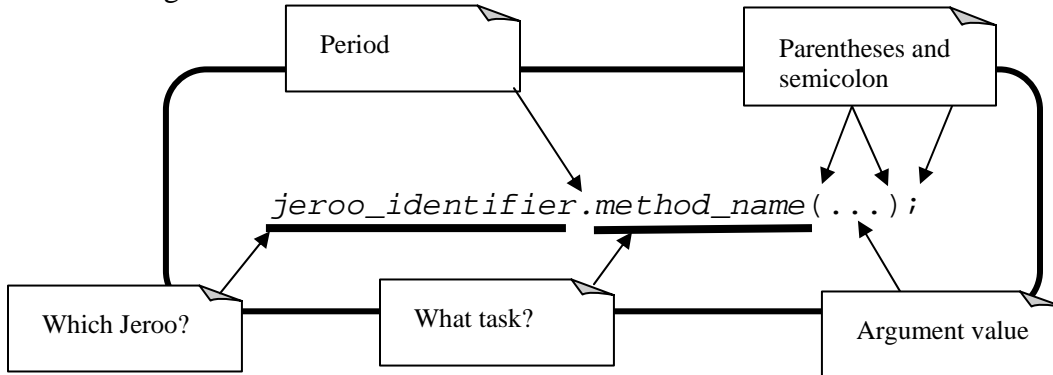 Period
Parentheses and
semicolon
jeroo_identifier.method_name(...);
Which Jeroo?
What task?
Argument value